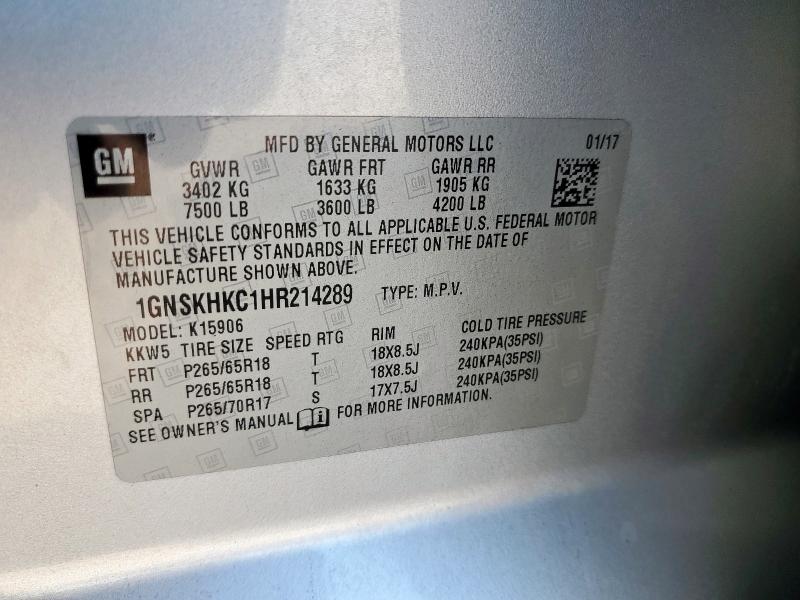 GM
MFD BY GENERAL MOTORS LLC 01/17
GVWR GAWR FRT GAWR RR
3402 KG 1633 KG 1905 KG
7500 LB 3600 LB 4200 LB
THIS VEHICLE CONFORMS TO ALL APPLICABLE U.S. FEDERAL MOTOR
VEHICLE SAFETY STANDARDS IN EFFECT ON THE DATE OF
MANUFACTURE SHOWN ABOVE.
1GNSKHKC1HR214289 TYPE: M.P.V.
MODEL: K15906
KKW5 TIRE SIZE SPEED RTG RIM COLD TIRE PRESSURE
FRT P265/65R18 T 18X8.5J 240KPA(35PSI)
RR P265/65R18 T 18X8.5J 240KPA(35PSI)
SPA P265/70R17 S 17X7.5J 240KPA(35PSI)
SEE OWNER'S MANUAL FOR MORE INFORMATION.